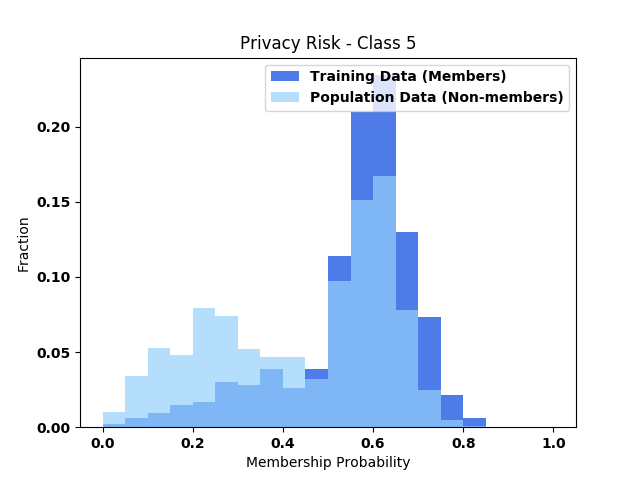 Privacy Risk - Class 5
Training Data (Members)
Population Data (Non-members)
Fraction
0.20
0.15
0.10
0.05
0.00
0.0 0.2 0.4 0.6 0.8 1.0
Membership Probability